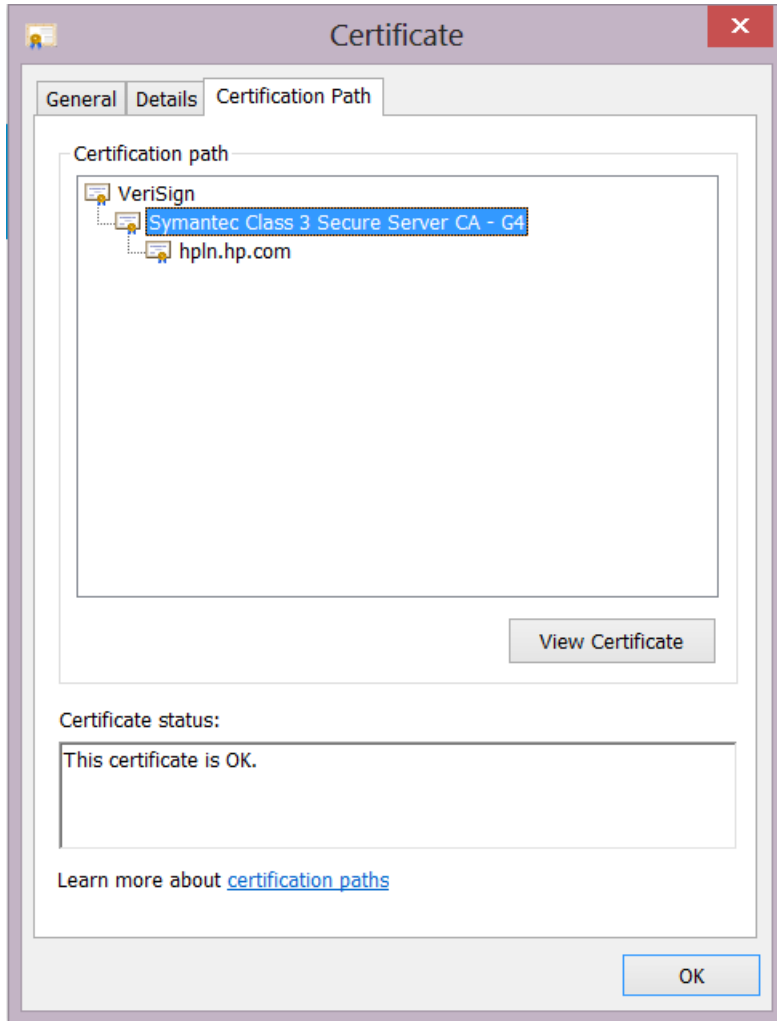 Certificate
General Details Certification Path
Certification path
VeriSign
Symantec Class 3 Secure Server CA - G4
hpln.hp.com
View Certificate
Certificate status:
This certificate is OK.
Learn more about certification paths
OK